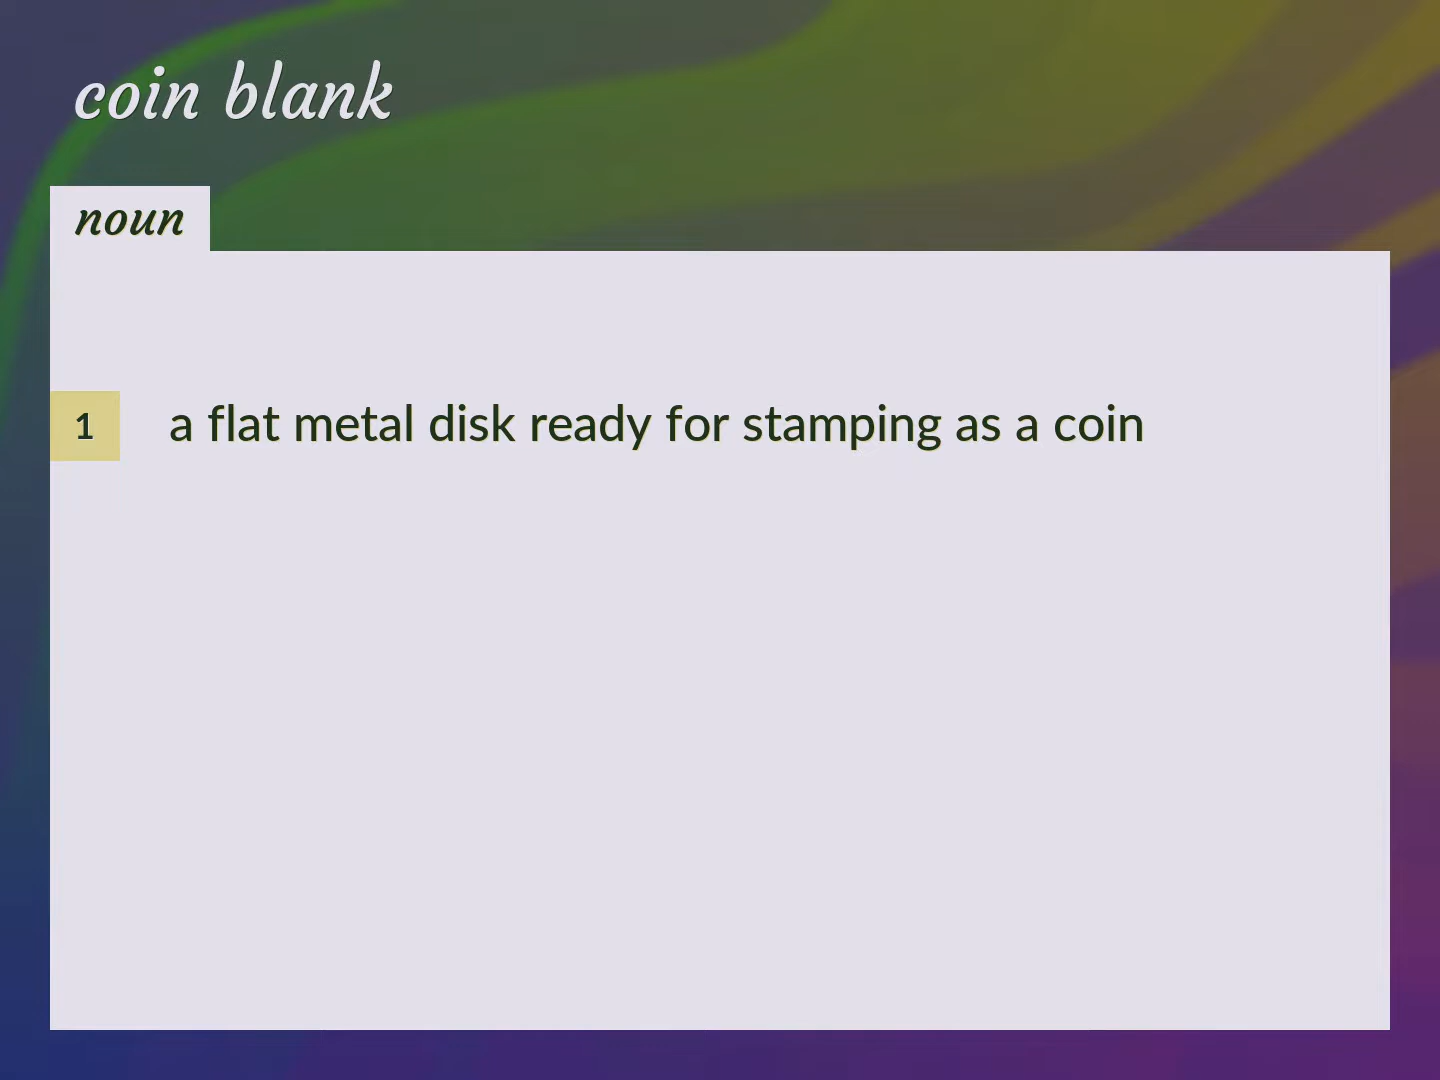 coin blank
noun
1 a flat metal disk ready for stamping as a coin